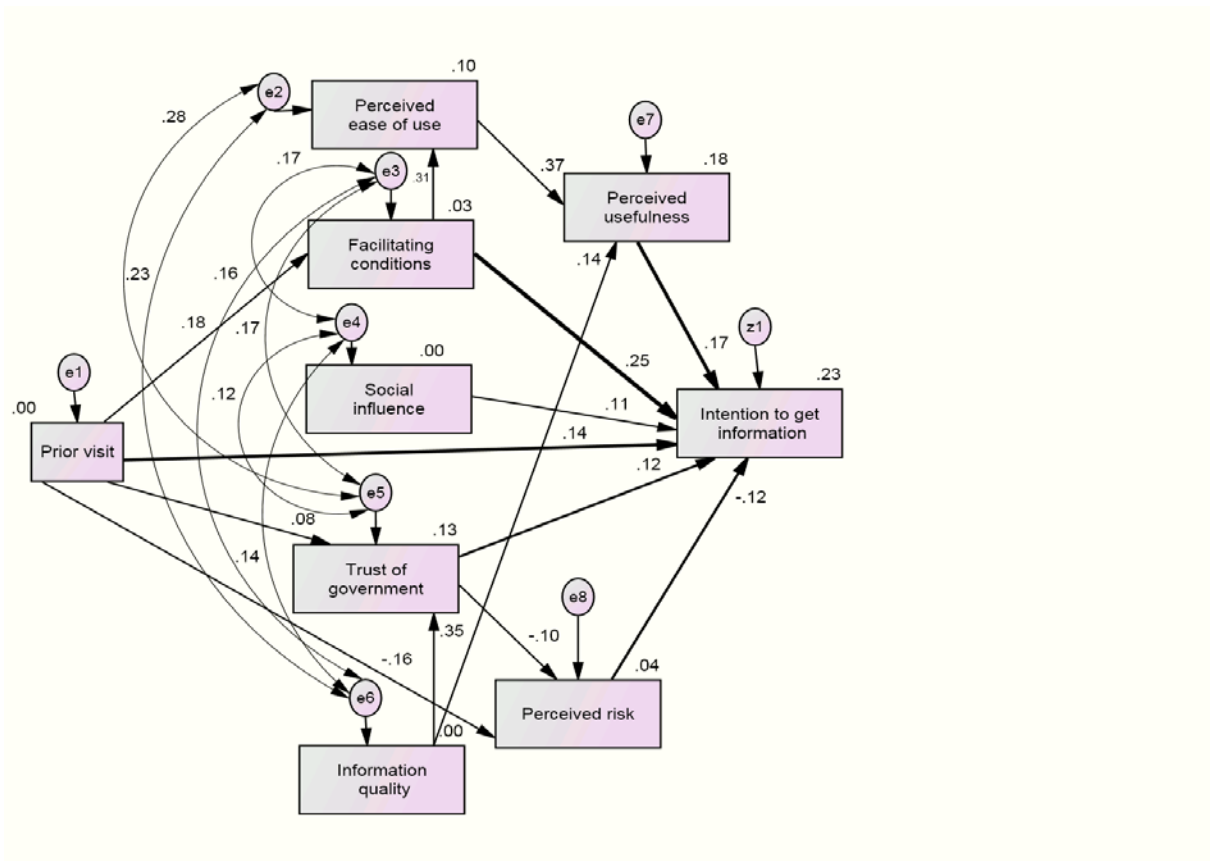 .10
e2
Perceived
ease of use
.28
e7
.17
e3
.31
.37
.18
Perceived
usefulness
.03
Facilitating
conditions
.14
.23
.16
.18
.17
e4
z1
.00
.17
.25
.23
e1
.12
Social
influence
.11
Intention to get
information
.00
Prior visit
.14
.12
-.12
e5
.08
.13
Trust of
government
.14
e8
.35
-.10
-.16
.04
e6
Perceived risk
.00
Information
quality